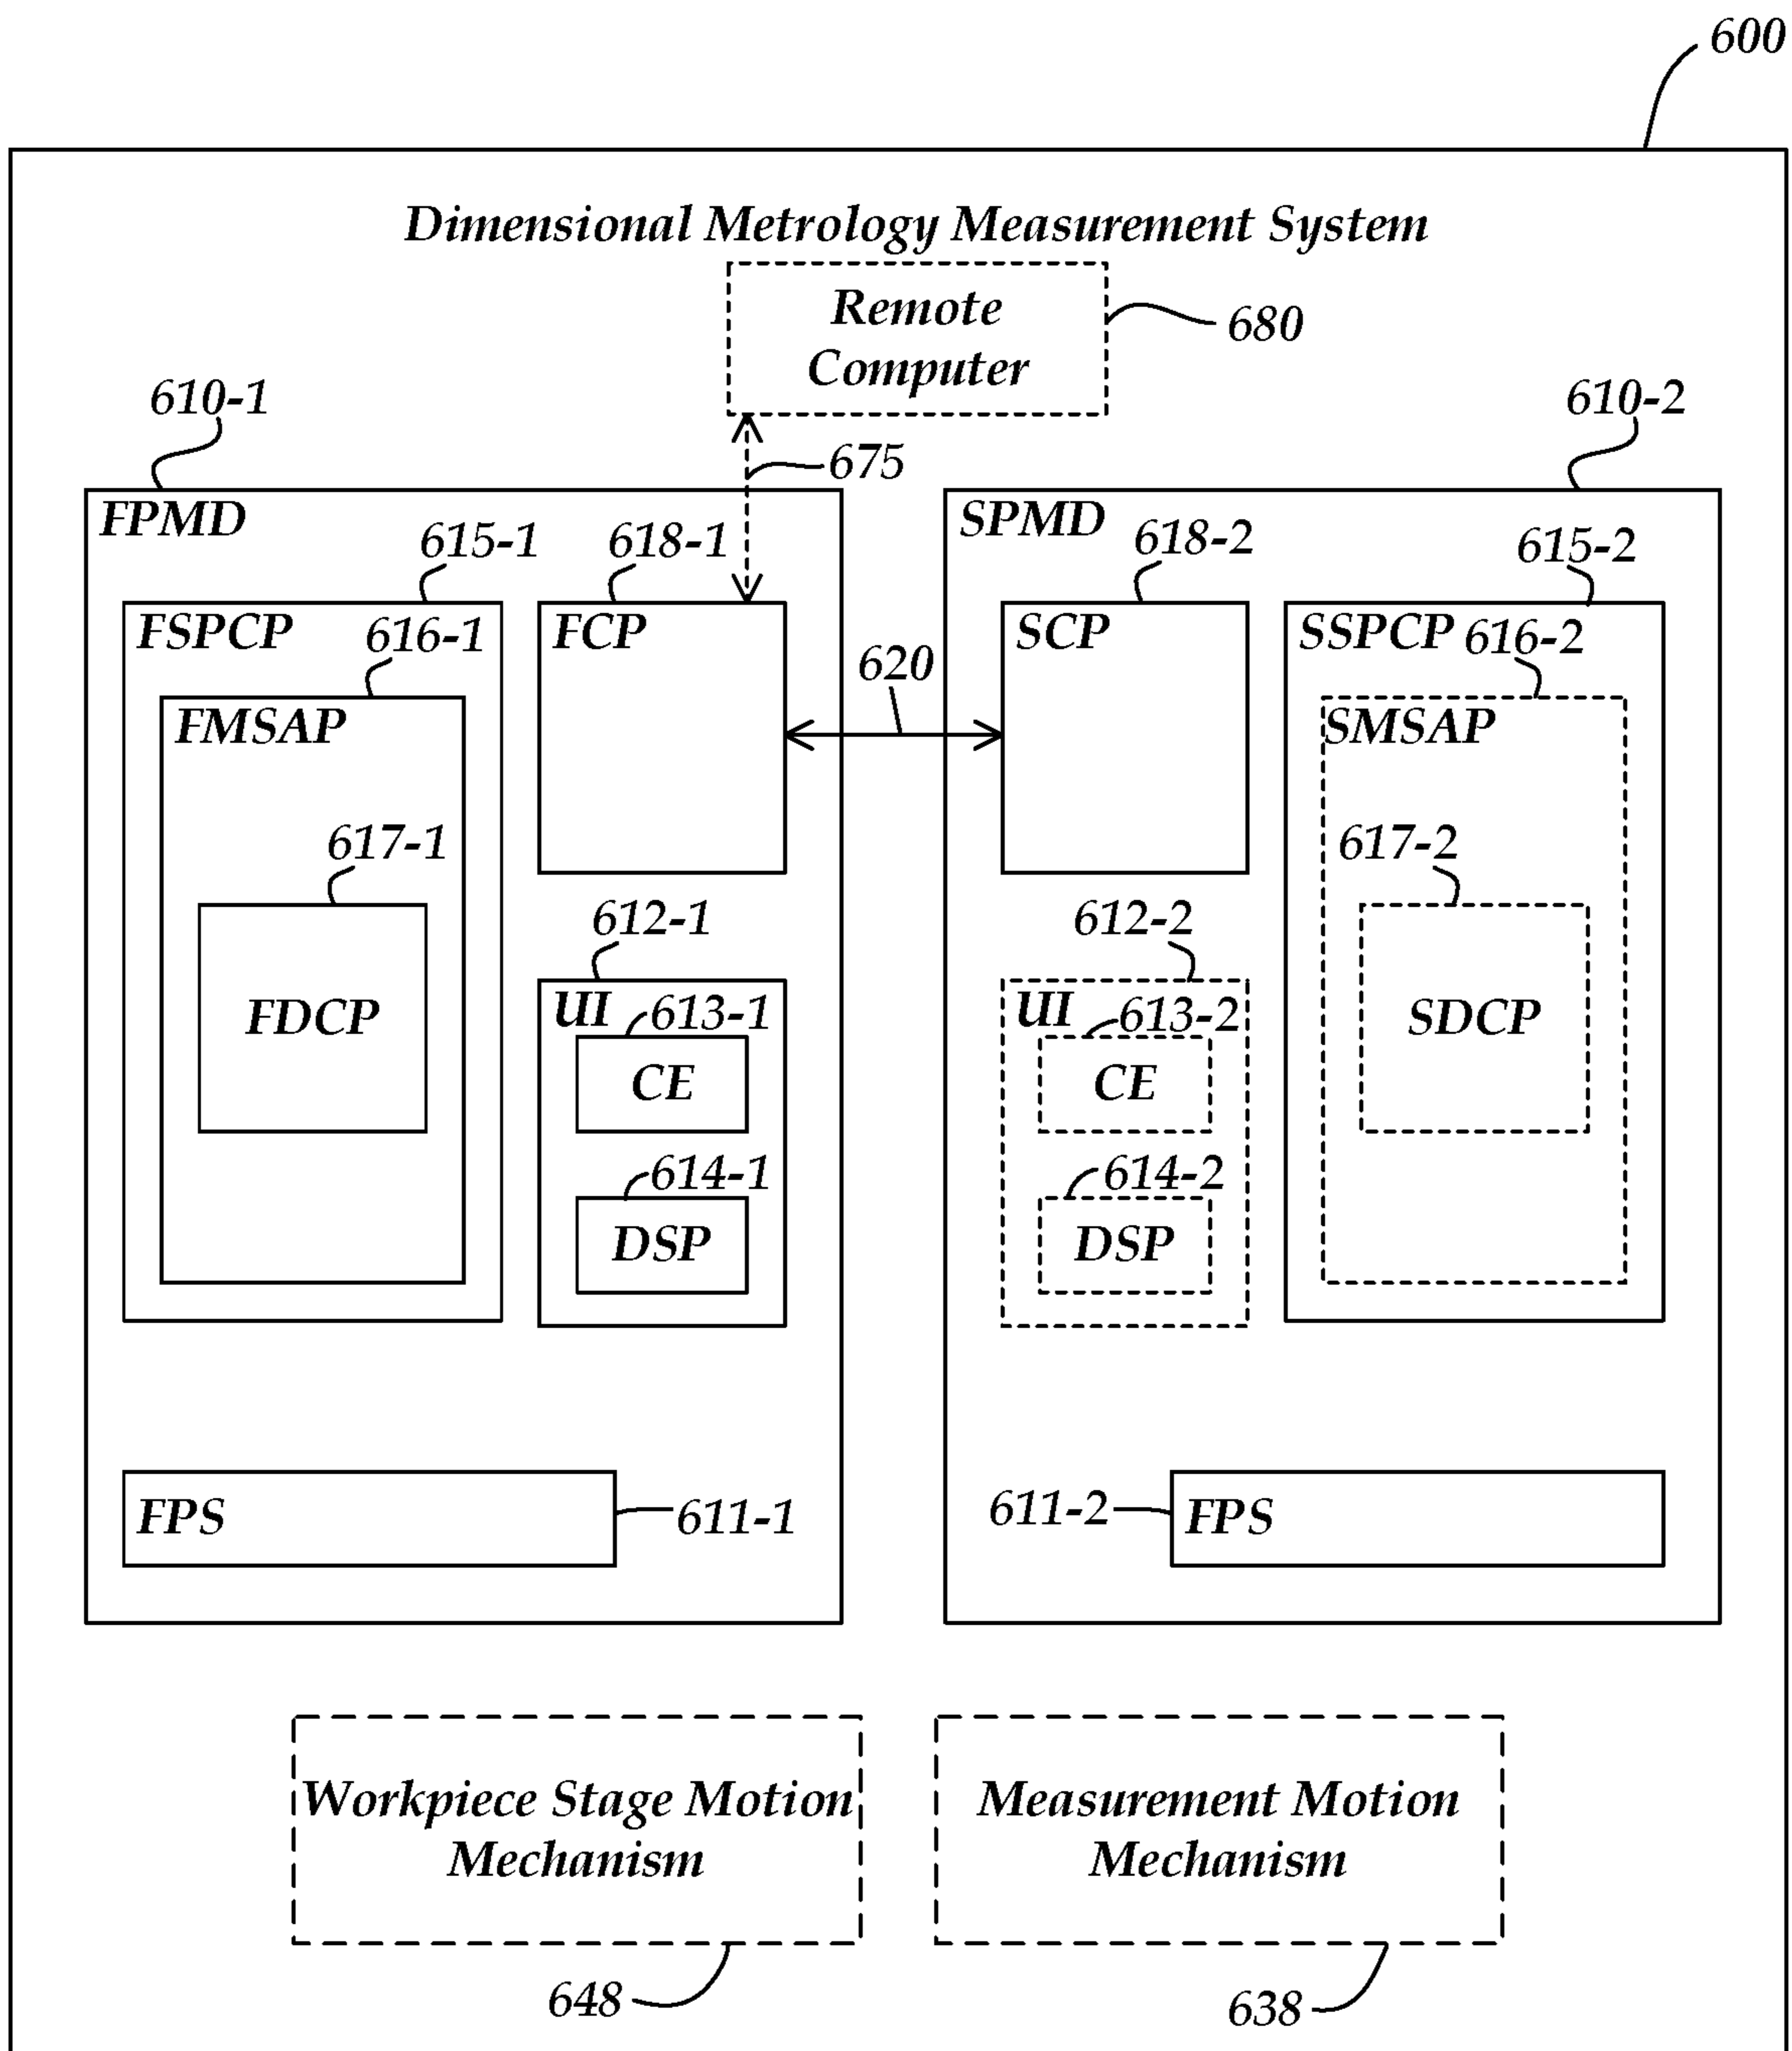 600
Dimensional Metrology Measurement System
Remote
Computer
680
610-1
610-2
675
FPMD
SPMD
615-1
618-1
618-2
615-2
FSPCP
616-1
FCP
620
SCP
SSPCP
616-2
FMSAP
SMSAP
617-1
617-2
612-1
612-2
FDCP
UI
613-1
UI
613-2
SDCP
CE
CE
614-1
614-2
DSP
DSP
FPS
611-1
611-2
FPS
Workpiece Stage Motion
Mechanism
Measurement Motion
Mechanism
648
638